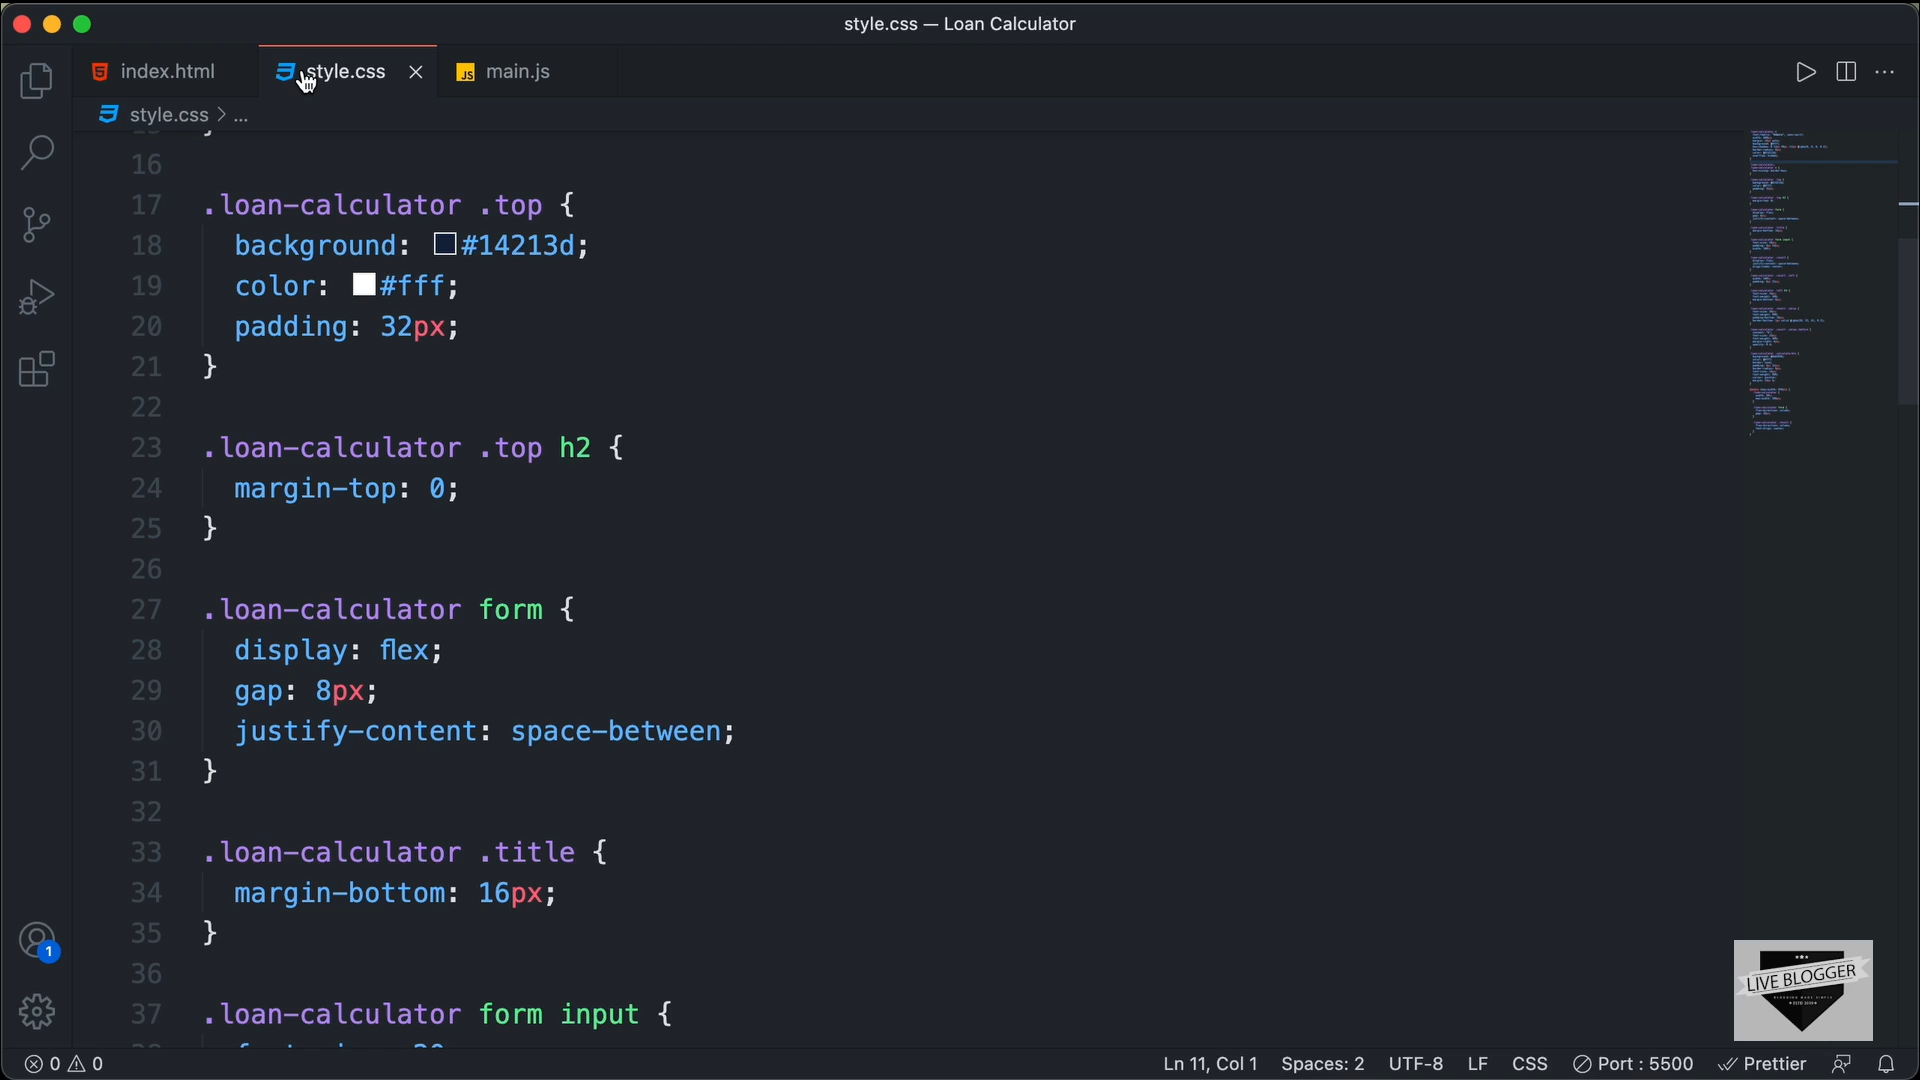 style.css — Loan Calculator
index.html
style.css
main.js
style.css > ...
16
17 .loan-calculator .top {
18 background: #14213d;
19 color: #fff;
20 padding: 32px;
21 }
22
23 .loan-calculator .top h2 {
24 margin-top: 0;
25 }
26
27 .loan-calculator form {
28 display: flex;
29 gap: 8px;
30 justify-content: space-between;
31 }
32
33 .loan-calculator .title {
34 margin-bottom: 16px;
35 }
36
37 .loan-calculator form input {
1
LIVE BLOGGER
0 0
Ln 11, Col 1 Spaces: 2 UTF-8 LF CSS Port : 5500 Prettier